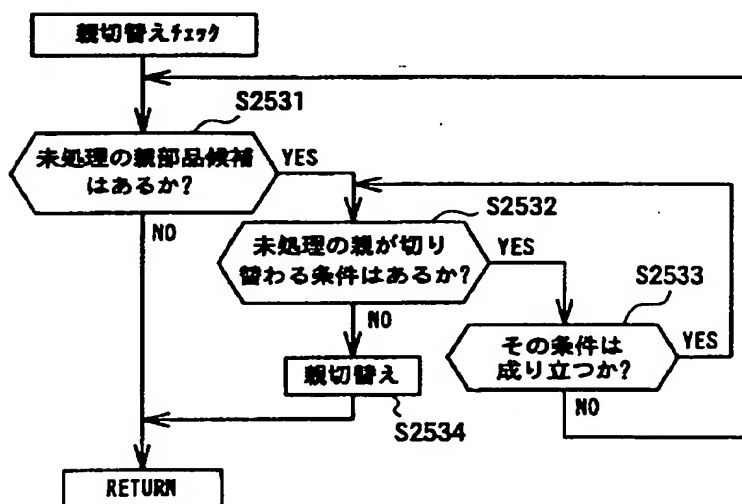 親切替えチェック
S2531
未処理の親部品候補
はあるか?
YES
NO
S2532
未処理の親が切り
替わる条件はあるか?
YES
NO
S2533
その条件は
成り立つか?
YES
NO
親切替え
S2534
RETURN